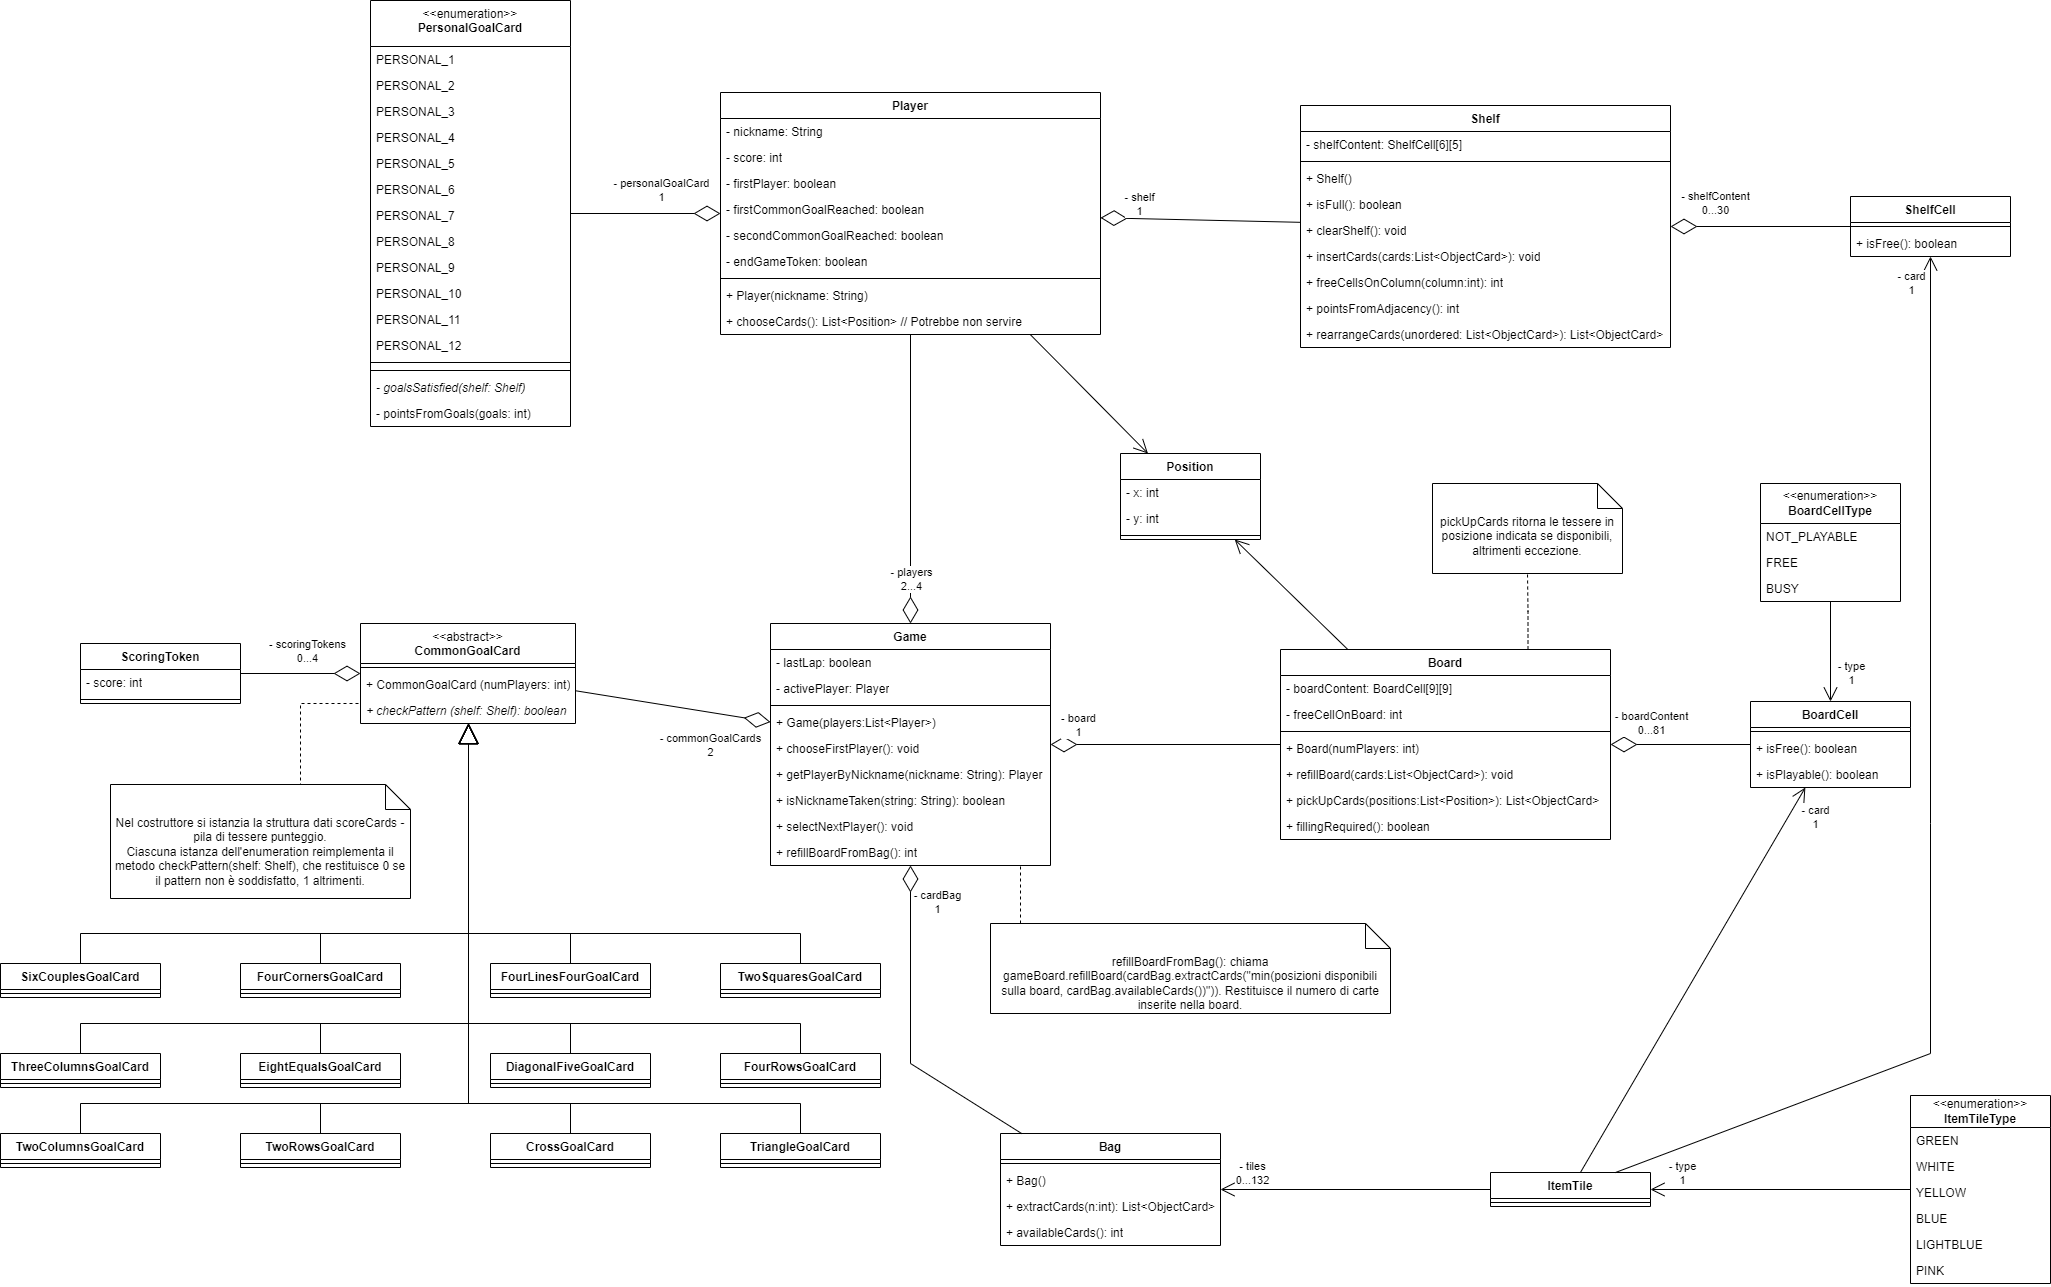 <<enumeration>>
PersonalGoalCard
PERSONAL_1
PERSONAL_2
PERSONAL_3
PERSONAL_4
PERSONAL_5
PERSONAL_6
PERSONAL_7
PERSONAL_8
PERSONAL_9
PERSONAL_10
PERSONAL_11
PERSONAL_12
- goalsSatisfied(shelf: Shelf)
- pointsFromGoals(goals: int)
- personalGoalCard
1
Player
- nickname: String
- score: int
- firstPlayer: boolean
- firstCommonGoalReached: boolean
- secondCommonGoalReached: boolean
- endGameToken: boolean
+ Player(nickname: String)
+ chooseCards(): List<Position> // Potrebbe non servire
- shelf
1
Shelf
- shelfContent: ShelfCell[6][5]
+ Shelf()
+ isFull(): boolean
+ clearShelf(): void
+ insertCards(cards:List<ObjectCard>): void
+ freeCellsOnColumn(column:int): int
+ pointsFromAdjacency(): int
+ rearrangeCards(unordered: List<ObjectCard>): List<ObjectCard>
- shelfContent
0...30
ShelfCell
+ isFree(): boolean
- card
1
Position
- x: int
- y: int
pickUpCards ritorna le tessere in
posizione indicata se disponibili,
altrimenti eccezione.
<<enumeration>>
BoardCellType
NOT_PLAYABLE
FREE
BUSY
- players
2...4
ScoringToken
- score: int
- scoringTokens
0...4
<<abstract>>
CommonGoalCard
+ CommonGoalCard (numPlayers: int)
+ checkPattern (shelf: Shelf): boolean
- commonGoalCards
2
Game
- lastLap: boolean
- activePlayer: Player
+ Game(players:List<Player>)
+ chooseFirstPlayer(): void
+ getPlayerByNickname(nickname: String): Player
+ isNicknameTaken(string: String): boolean
+ selectNextPlayer(): void
+ refillBoardFromBag(): int
- board
1
Board
- boardContent: BoardCell[9][9]
- freeCellOnBoard: int
+ Board(numPlayers: int)
+ refillBoard(cards:List<ObjectCard>): void
+ pickUpCards(positions:List<Position>): List<ObjectCard>
+ fillingRequired(): boolean
- boardContent
0...81
- type
1
BoardCell
+ isFree(): boolean
+ isPlayable(): boolean
- card
1
Nel costruttore si istanzia la struttura dati scoreCards -
pila di tessere punteggio.
Ciascuna istanza dell'enumeration reimplementa il
metodo checkPattern(shelf: Shelf), che restituisce 0 se
il pattern non è soddisfatto, 1 altrimenti.
- cardBag
1
refillBoardFromBag(): chiama
gameBoard.refillBoard(cardBag.extractCards("min(posizioni disponibili
sulla board, cardBag.availableCards())")). Restituisce il numero di carte
inserite nella board.
SixCouplesGoalCard
FourCornersGoalCard
FourLinesFourGoalCard
TwoSquaresGoalCard
ThreeColumnsGoalCard
EightEqualsGoalCard
DiagonalFiveGoalCard
FourRowsGoalCard
TwoColumnsGoalCard
TwoRowsGoalCard
CrossGoalCard
TriangleGoalCard
Bag
+ Bag()
+ extractCards(n:int): List<ObjectCard>
+ availableCards(): int
- tiles
0...132
ItemTile
- type
1
<<enumeration>>
ItemTileType
GREEN
WHITE
YELLOW
BLUE
LIGHTBLUE
PINK